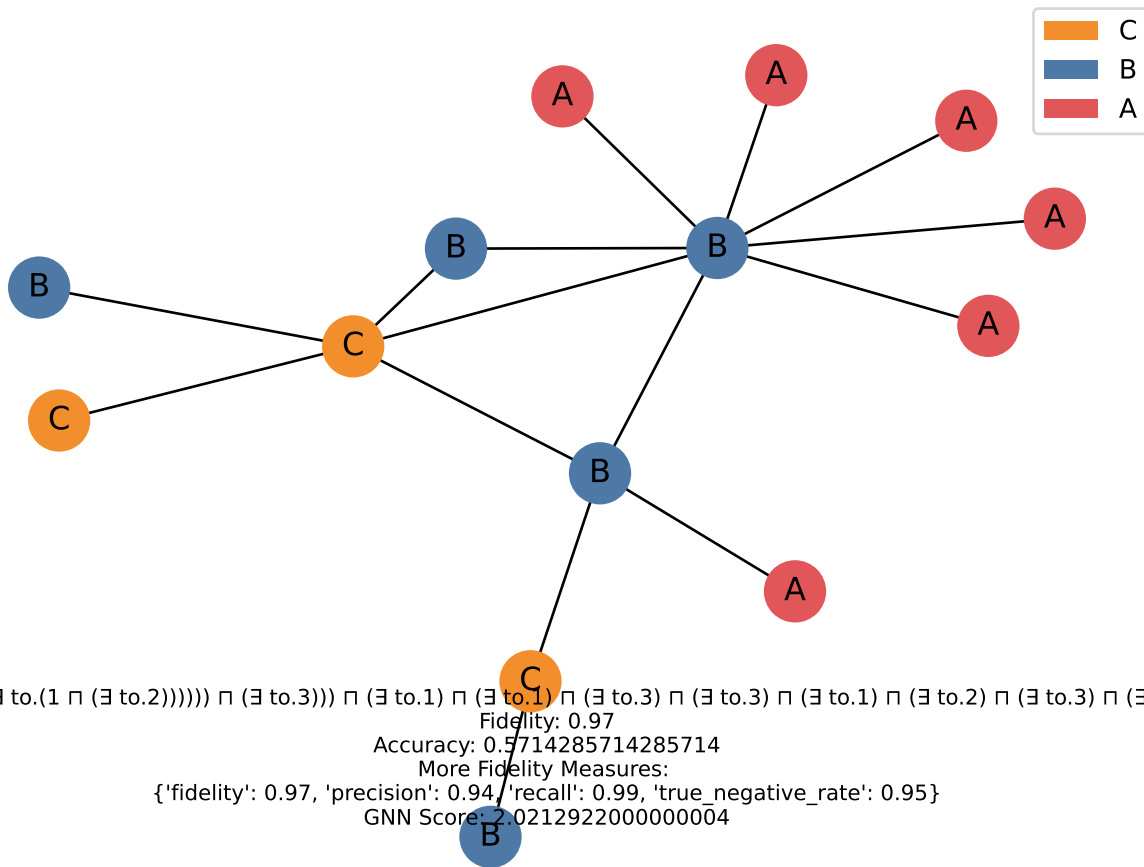 C
B
A
A
A
A
A
A
B
B
B
C
C
B
A
C
∃ to.(1 ⊓ (∃ to.2)))))) ⊓ (∃ to.3))) ⊓ (∃ to.1) ⊓ (∃ to.1) ⊓ (∃ to.3) ⊓ (∃ to.3) ⊓ (∃ to.1) ⊓ (∃ to.2) ⊓ (∃ to.3) ⊓ (∃
Fidelity: 0.97
Accuracy: 0.5714285714285714
More Fidelity Measures:
{'fidelity': 0.97, 'precision': 0.94, 'recall': 0.99, 'true_negative_rate': 0.95}
GNN Score: 2.0212922000000004
B